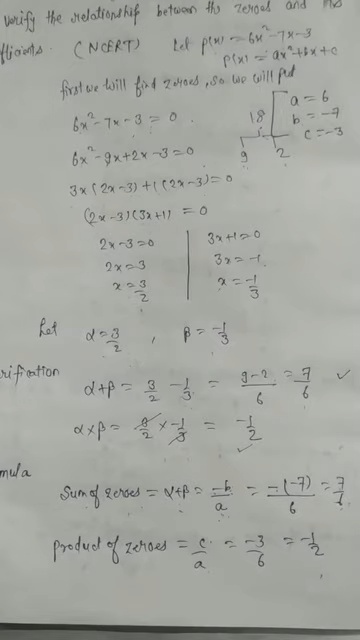 verify the relationship between the zeroes and the
fficients. (NCERT) Let p(x) = 6x² - 7x - 3
p(x) = ax² + bx + c
first we will find zeroes, so we will put
6x² - 7x - 3 = 0
a = 6
b = -7
c = -3
18
9 2
6x² - 9x + 2x - 3 = 0
3x(2x-3) + 1(2x-3) = 0
(2x-3)(3x+1) = 0
2x - 3 = 0 | 3x + 1 = 0
2x = 3 | 3x = -1
x = 3/2 | x = -1/3
Let α = 3/2, β = -1/3
rification
α+β = 3/2 - 1/3 = 9-2/6 = 7/6 ✓
α×β = 3/2 × -1/3 = -1/2 ✓
mula
Sum of zeroes = α+β = -b/a = -(-7)/6 = 7/
Product of zeroes = c/a = -3/6 = -1/2